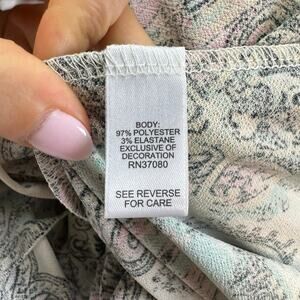 BODY:
97% POLYESTER
3% ELASTANE
EXCLUSIVE OF
DECORATION
RN37080
SEE REVERSE
FOR CARE